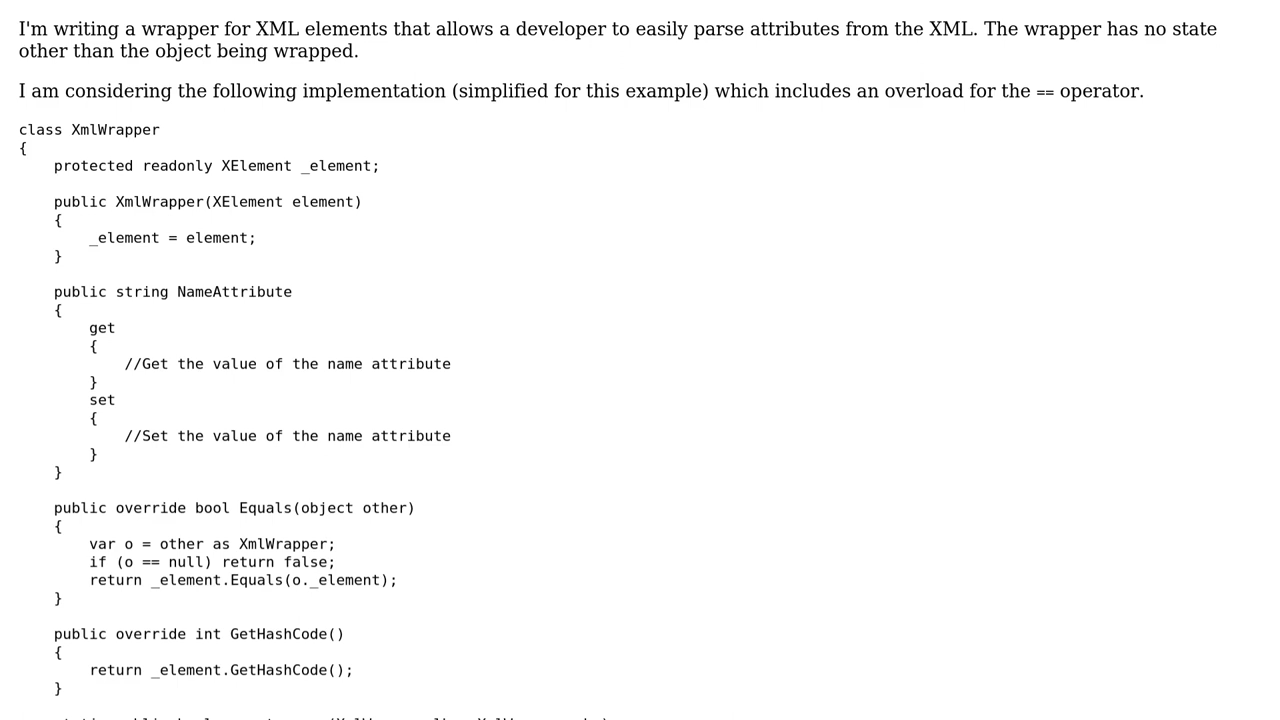 I'm writing a wrapper for XML elements that allows a developer to easily parse attributes from the XML. The wrapper has no state
other than the object being wrapped.
I am considering the following implementation (simplified for this example) which includes an overload for the == operator.
class XmlWrapper
{
    protected readonly XElement _element;

    public XmlWrapper(XElement element)
    {
        _element = element;
    }

    public string NameAttribute
    {
        get
        {
            //Get the value of the name attribute
        }
        set
        {
            //Set the value of the name attribute
        }
    }

    public override bool Equals(object other)
    {
        var o = other as XmlWrapper;
        if (o == null) return false;
        return _element.Equals(o._element);
    }

    public override int GetHashCode()
    {
        return _element.GetHashCode();
    }